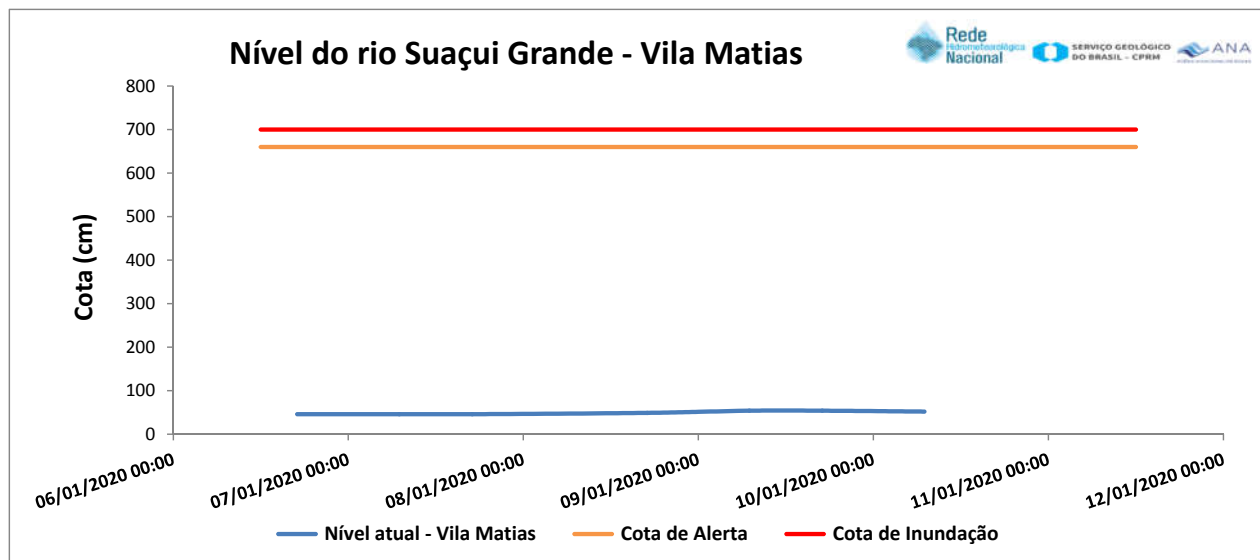 Nível do rio Suaçui Grande - Vila Matias
Rede
Hidrometeorológica
Nacional
SERVIÇO GEOLÓGICO
DO BRASIL - CPRM
ANA
Cota (cm)
800
700
600
500
400
300
200
100
0
06/01/2020 00:00
07/01/2020 00:00
08/01/2020 00:00
09/01/2020 00:00
10/01/2020 00:00
11/01/2020 00:00
12/01/2020 00:00
Nível atual - Vila Matias
Cota de Alerta
Cota de Inundação